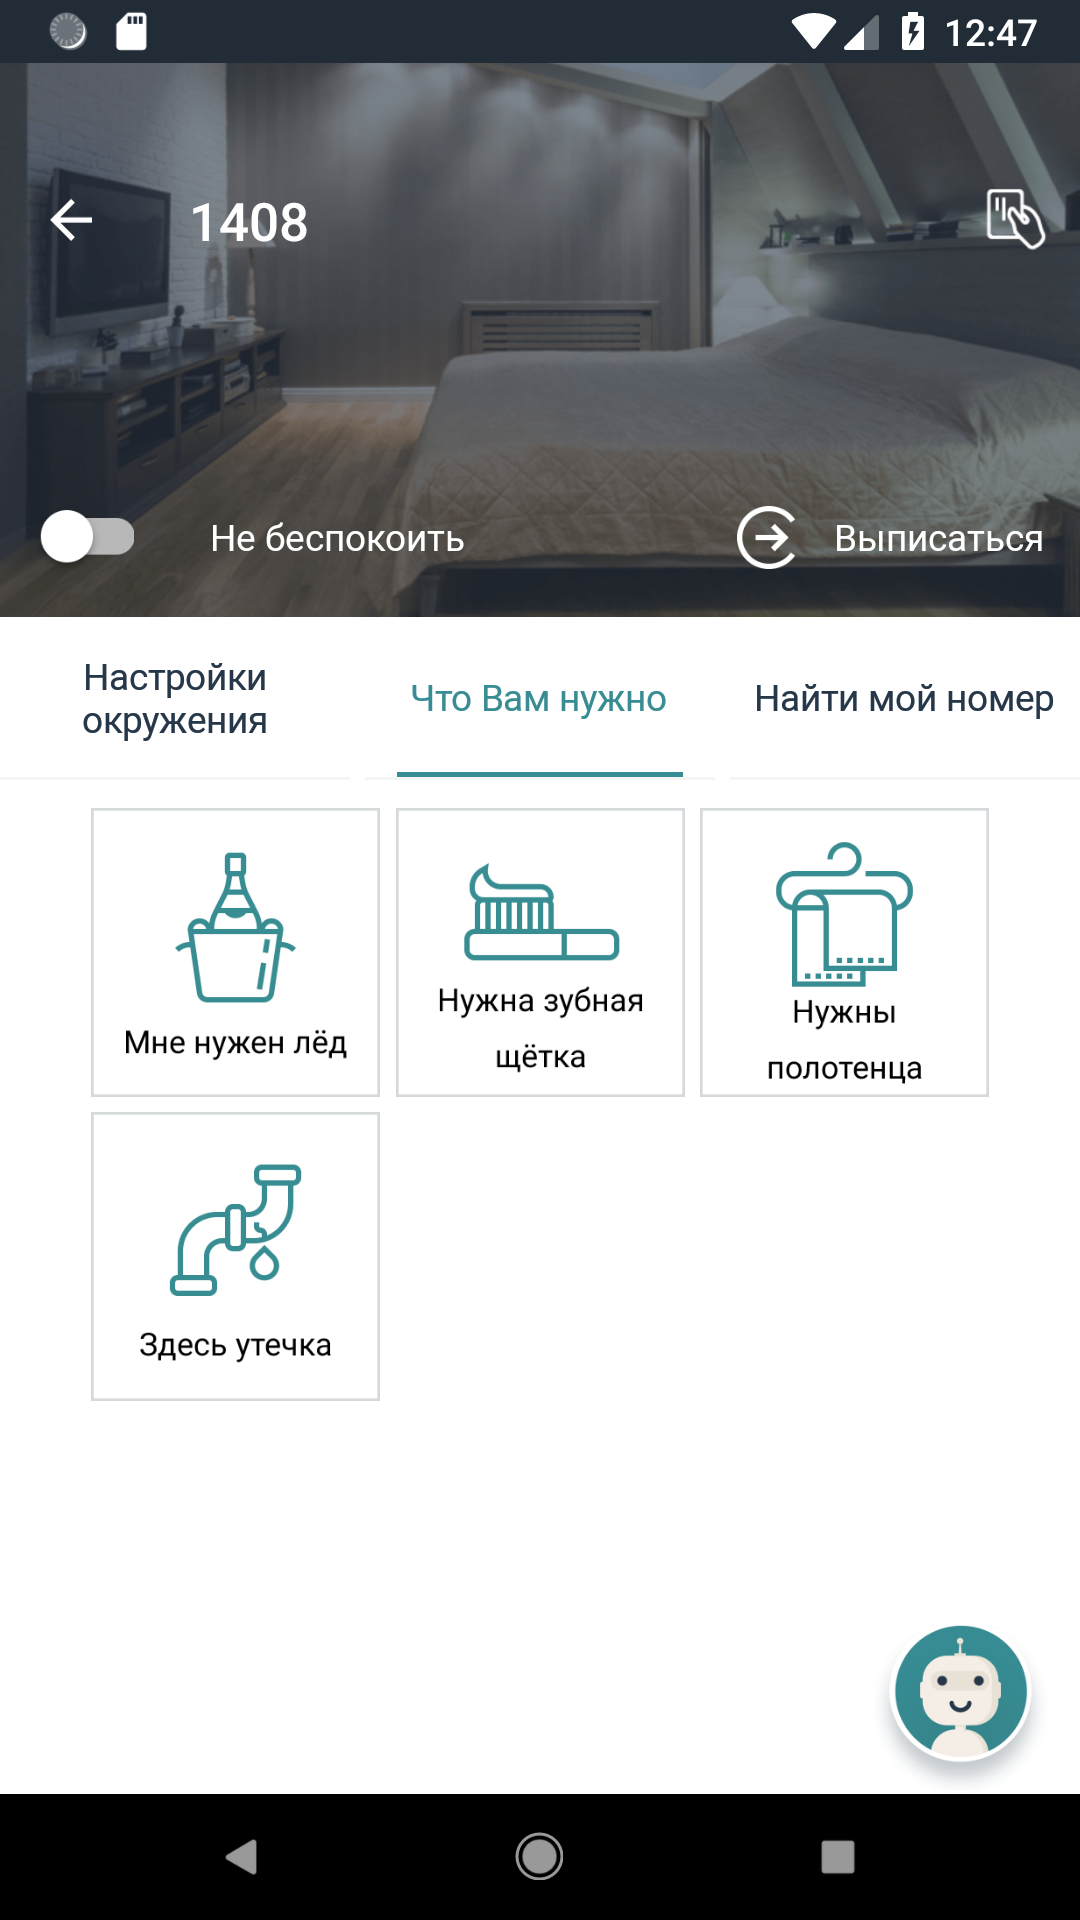 12:47
1408
Не беспокоить
Выписаться
Настройки
окружения
Что Вам нужно
Найти мой номер
Мне нужен лёд
Нужна зубная
щётка
Нужны
полотенца
Здесь утечка